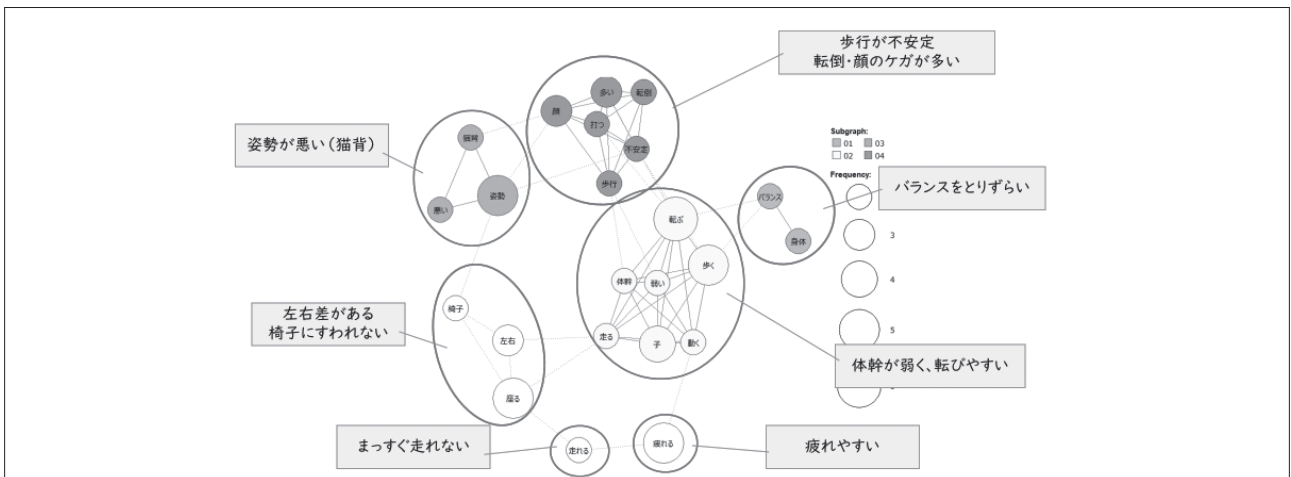 歩行が不安定
転倒・顔のケガが多い
多い
転倒
顔
打つ
不安定
歩行
姿勢が悪い（猫背）
猫背
姿勢
悪い
Subgraph:
01 03
02 04
Frequency:
バランスをとりずらい
バランス
身体
3
4
5
転ぶ
歩く
体幹
弱い
走る
子
動く
体幹が弱く、転びやすい
左右差がある
椅子にすわれない
椅子
左右
座る
まっすぐ走れない
走れる
疲れる
疲れやすい